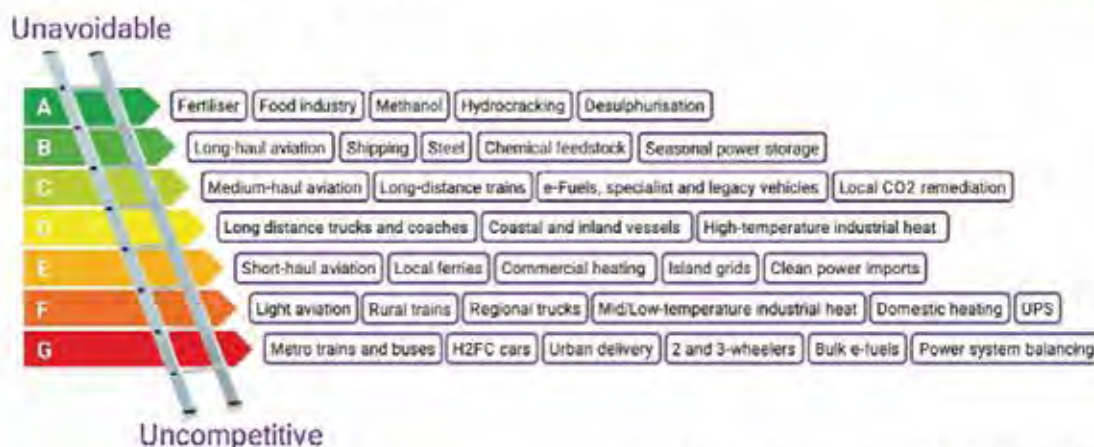 Unavoidable
A Fertiliser Food industry Methanol Hydrocracking Desulphurisation
B Long-haul aviation Shipping Steel Chemical feedstock Seasonal power storage
C Medium-haul aviation Long-distance trains e-Fuels, specialist and legacy vehicles Local CO2 remediation
D Long distance trucks and coaches Coastal and inland vessels High-temperature industrial heat
E Short-haul aviation Local ferries Commercial heating Island grids Clean power imports
F Light aviation Rural trains Regional trucks Mid/Low-temperature industrial heat Domestic heating UPS
G Metro trains and buses H2FC cars Urban delivery 2 and 3-wheelers Bulk e-fuels Power system balancing
Uncompetitive